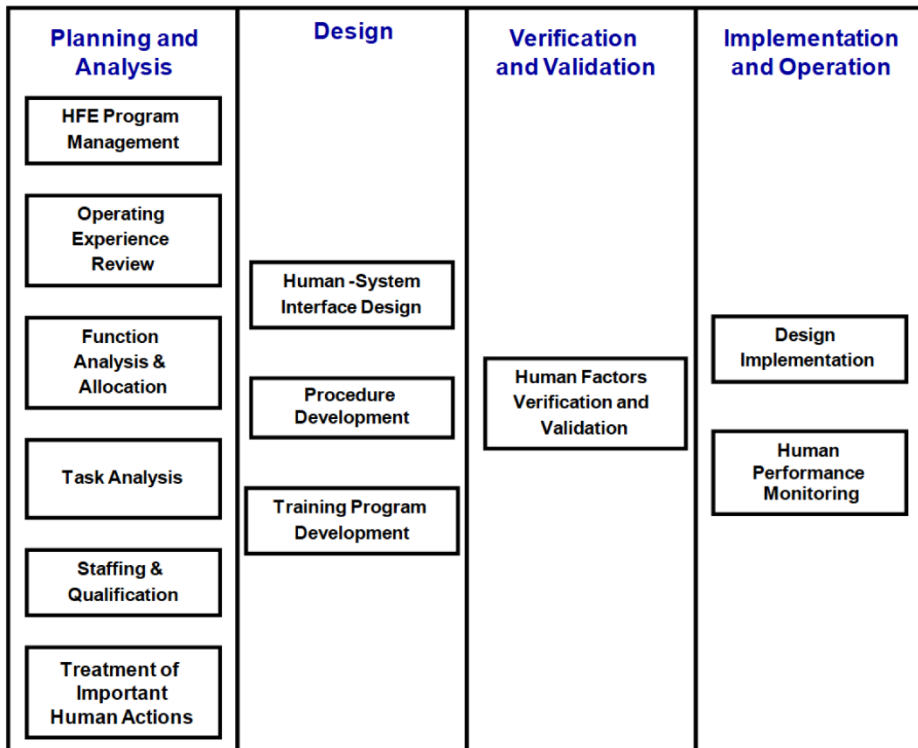 Planning and
Analysis
HFE Program
Management
Operating
Experience
Review
Function
Analysis &
Allocation
Task Analysis
Staffing &
Qualification
Treatment of
Important
Human Actions
Design
Human -System
Interface Design
Procedure
Development
Training Program
Development
Verification
and Validation
Human Factors
Verification and
Validation
Implementation
and Operation
Design
Implementation
Human
Performance
Monitoring